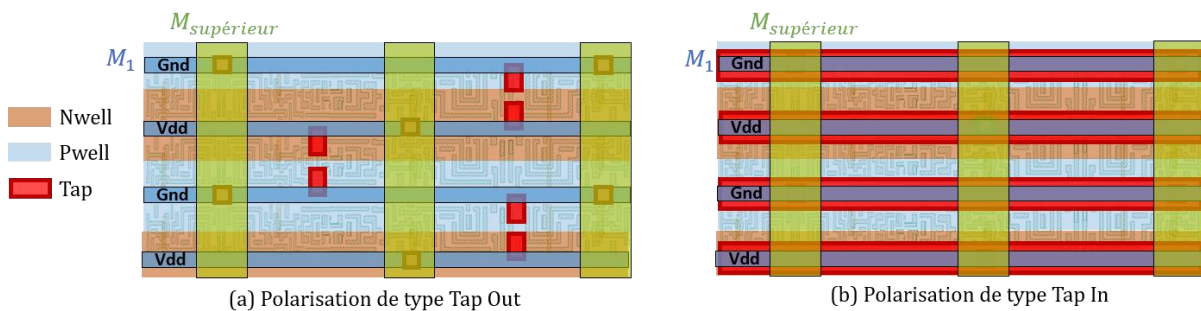 M_supérieur
M_supérieur
M_1
Gnd
M_1
Gnd
Nwell
Vdd
Vdd
Pwell
Tap
Gnd
Gnd
Vdd
Vdd
(a) Polarisation de type Tap Out
(b) Polarisation de type Tap In